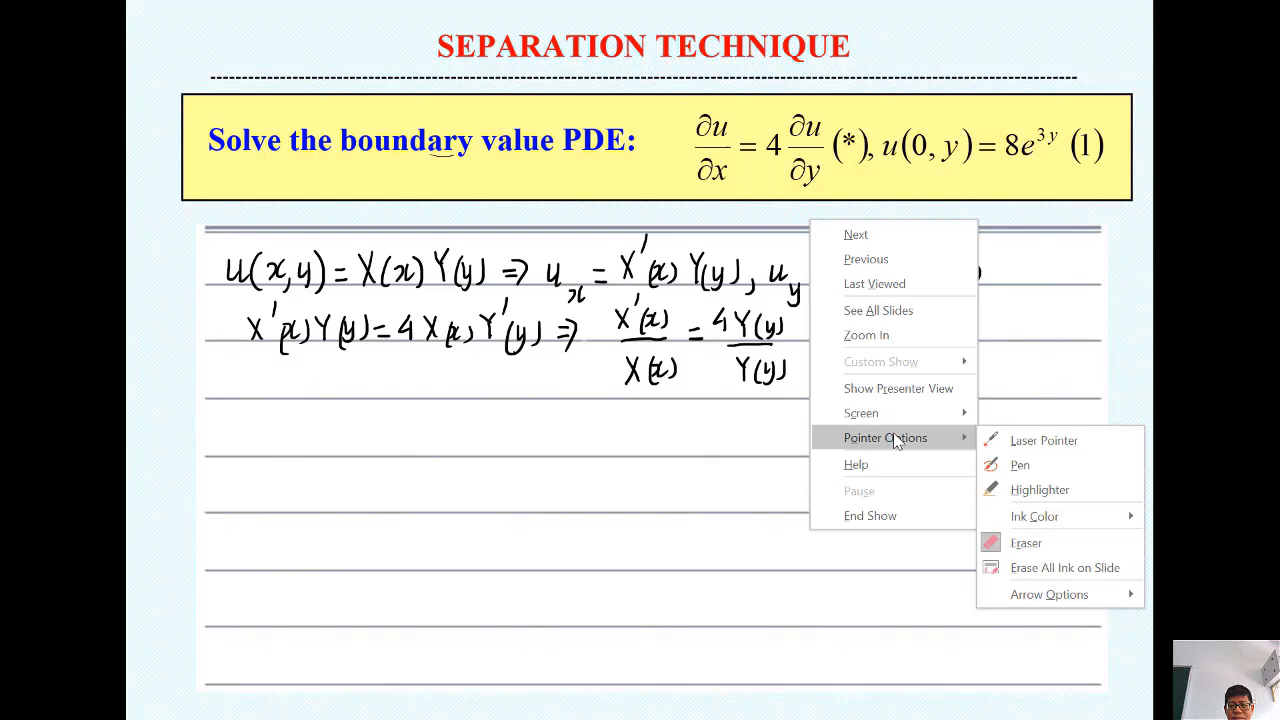 SEPARATION TECHNIQUE
Solve the boundary value PDE: ∂u/∂x = 4 ∂u/∂y (*), u(0, y) = 8e^{3y} (1)
u(x,y) = X(x) Y(y) ⇒ u_x = X'(x) Y(y), u_y
X'(x) Y(y) = 4 X(x) Y'(y) ⇒ X'(x)/X(x) = 4Y(y)/Y(y)
Next
Previous
Last Viewed
See All Slides
Zoom In
Custom Show
Show Presenter View
Screen
Pointer Options
Help
Pause
End Show
Laser Pointer
Pen
Highlighter
Ink Color
Eraser
Erase All Ink on Slide
Arrow Options